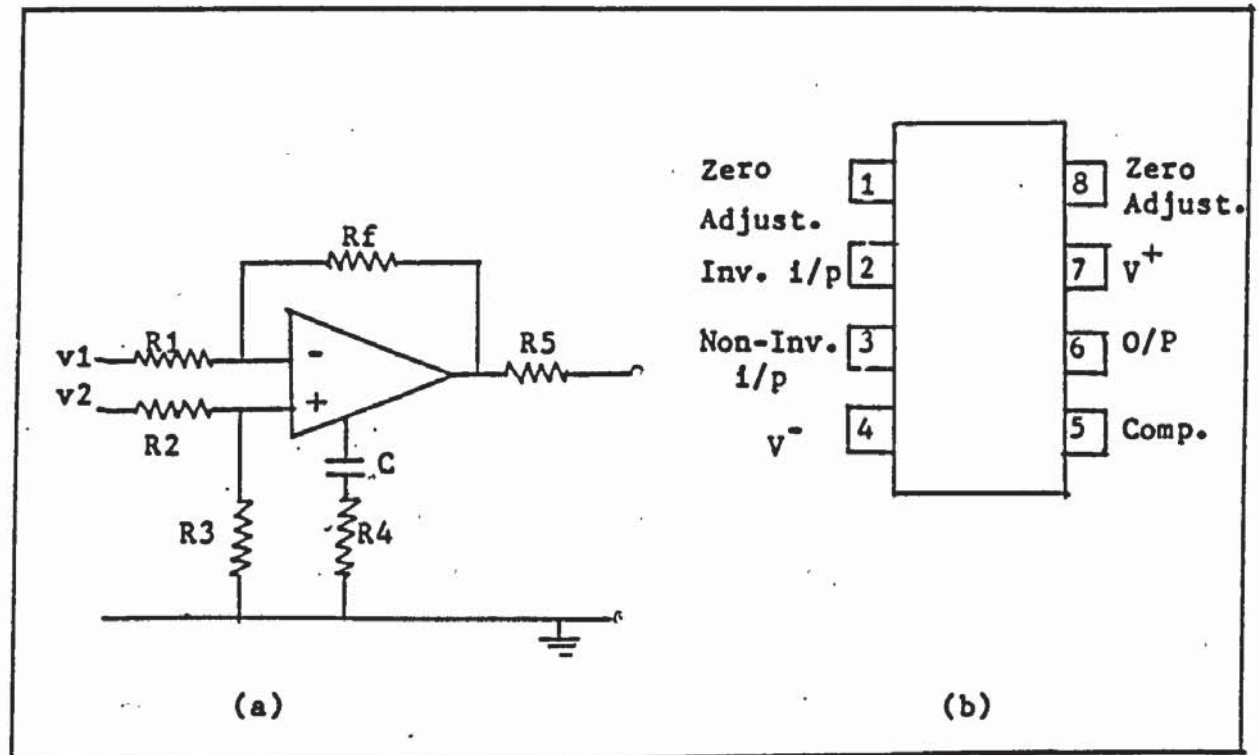 Rf
R1
v1
-
R5
v2
+
R2
C
R3
R4
(a)
Zero
Adjust.
1
8
Zero
Adjust.
Inv. i/p
2
7
V+
Non-Inv.
i/p
3
6
O/P
V-
4
5
Comp.
(b)